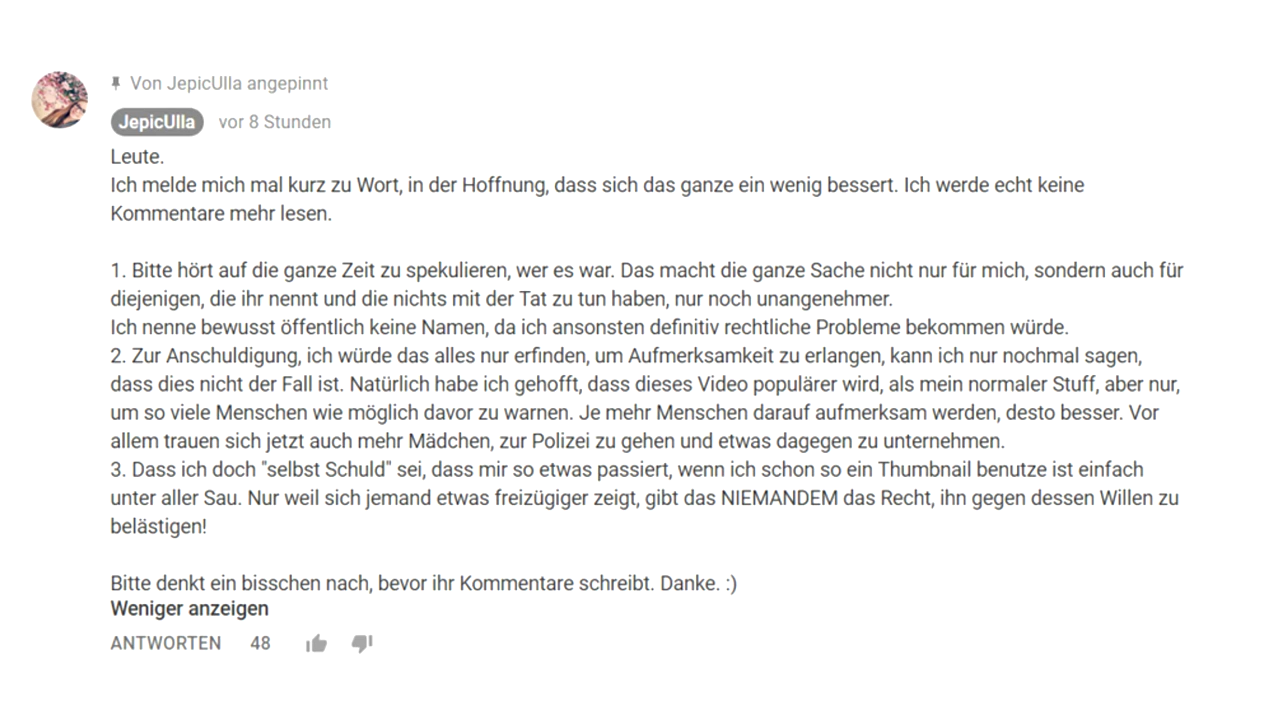 Von JepicUlla angepinnt
JepicUlla vor 8 Stunden
Leute.
Ich melde mich mal kurz zu Wort, in der Hoffnung, dass sich das ganze ein wenig bessert. Ich werde echt keine
Kommentare mehr lesen.
1. Bitte hört auf die ganze Zeit zu spekulieren, wer es war. Das macht die ganze Sache nicht nur für mich, sondern auch für
diejenigen, die ihr nennt und die nichts mit der Tat zu tun haben, nur noch unangenehmer.
Ich nenne bewusst öffentlich keine Namen, da ich ansonsten definitiv rechtliche Probleme bekommen würde.
2. Zur Anschuldigung, ich würde das alles nur erfinden, um Aufmerksamkeit zu erlangen, kann ich nur nochmal sagen,
dass dies nicht der Fall ist. Natürlich habe ich gehofft, dass dieses Video populärer wird, als mein normaler Stuff, aber nur,
um so viele Menschen wie möglich davor zu warnen. Je mehr Menschen darauf aufmerksam werden, desto besser. Vor
allem trauen sich jetzt auch mehr Mädchen, zur Polizei zu gehen und etwas dagegen zu unternehmen.
3. Dass ich doch "selbst Schuld" sei, dass mir so etwas passiert, wenn ich schon so ein Thumbnail benutze ist einfach
unter aller Sau. Nur weil sich jemand etwas freizügiger zeigt, gibt das NIEMANDEM das Recht, ihn gegen dessen Willen zu
belästigen!
Bitte denkt ein bisschen nach, bevor ihr Kommentare schreibt. Danke. :)
Weniger anzeigen
ANTWORTEN 48